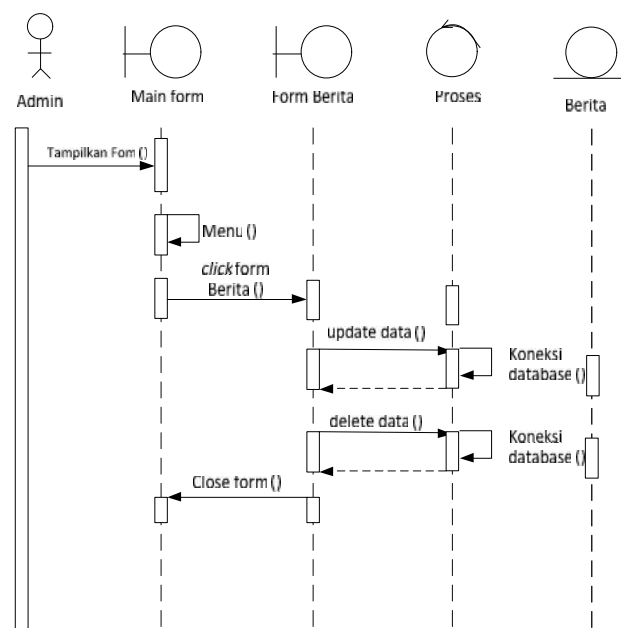 Admin
Main form
Form Berita
Proses
Berita
Tampilkan Fom ()
Menu ()
click form
Berita ()
update data ()
Koneksi
database ()
delete data ()
Koneksi
database ()
Close form ()